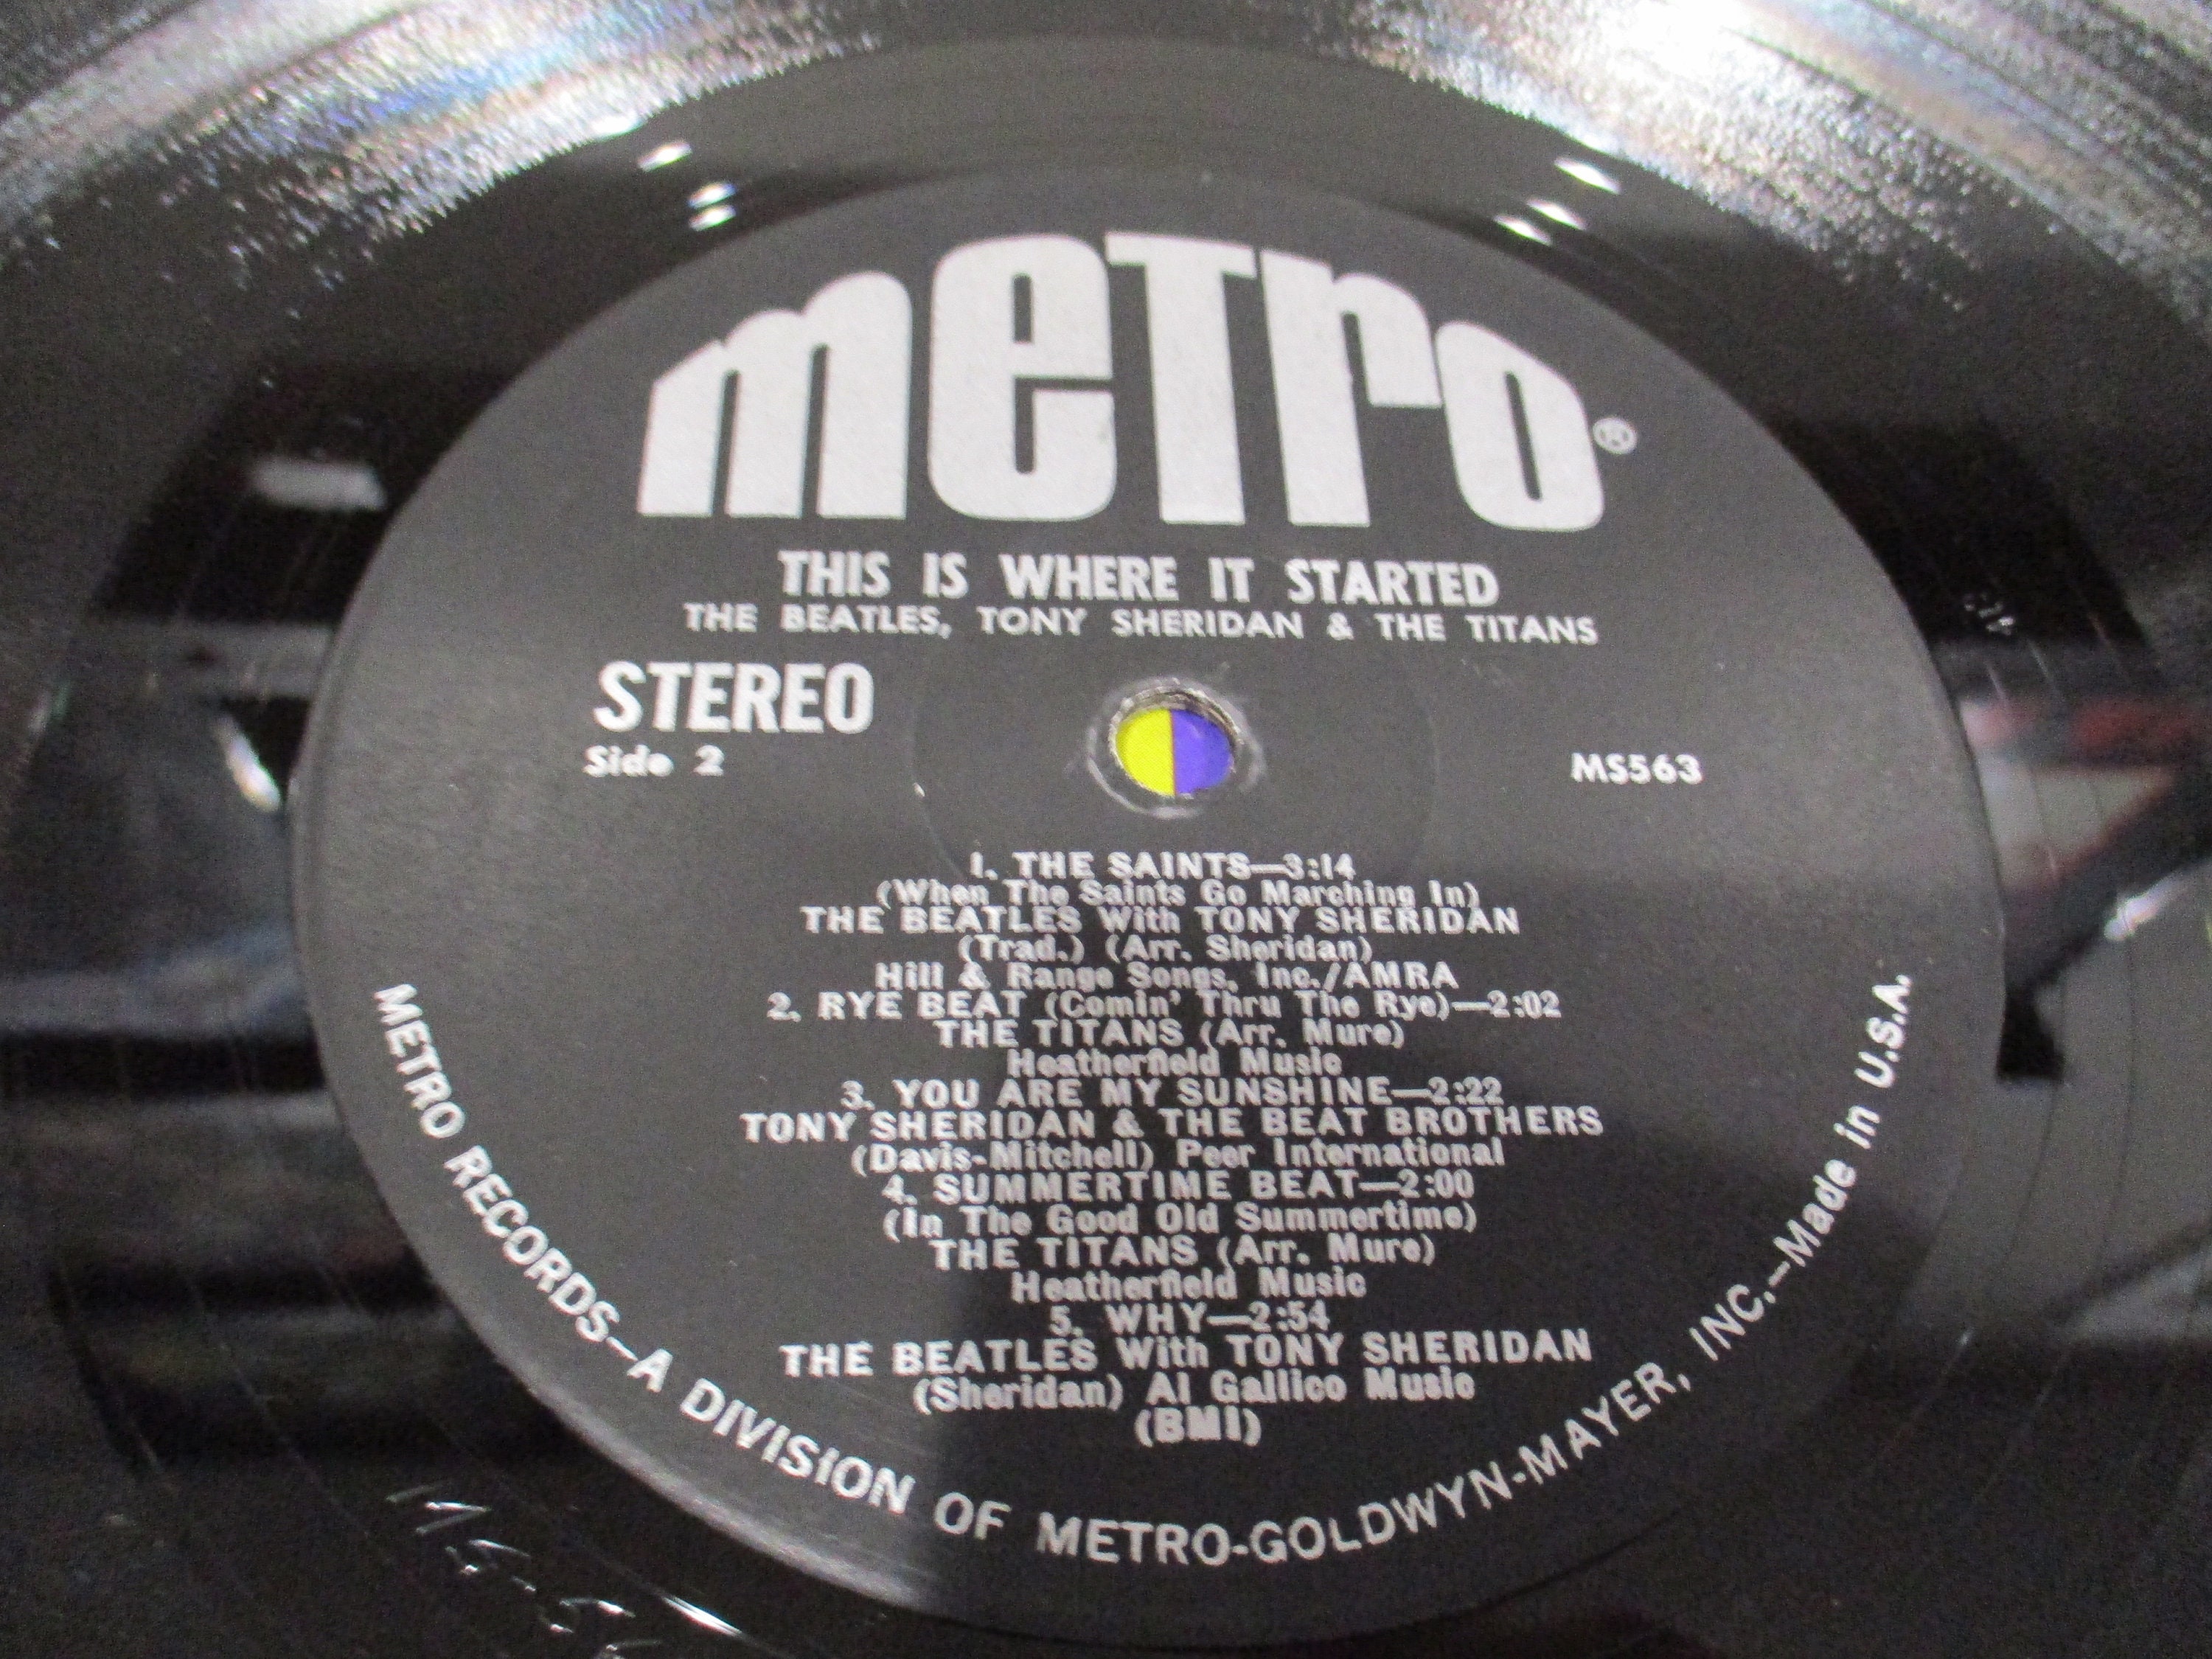 meTro®
THIS IS WHERE IT STARTED
THE BEATLES, TONY SHERIDAN & THE TITANS
STEREO
Side 2
MS563
1. THE SAINTS—3:14
(When The Saints Go Marching In)
THE BEATLES With TONY SHERIDAN
(Trad.) (Arr. Sheridan)
Hill & Range Songs, Inc./AMRA
2. RYE BEAT (Comin' Thru The Rye)—2:02
THE TITANS (Arr. Mure)
Heatherfield Music
3. YOU ARE MY SUNSHINE—2:22
TONY SHERIDAN & THE BEAT BROTHERS
(Davis-Mitchell) Peer International
4. SUMMERTIME BEAT—2:00
(In The Good Old Summertime)
THE TITANS (Arr. Mure)
Heatherfield Music
5. WHY—2:54
THE BEATLES With TONY SHERIDAN
(Sheridan) Al Gallico Music
(BMI)
METRO RECORDS—A DIVISION OF METRO-GOLDWYN-MAYER, INC.—Made in U.S.A.